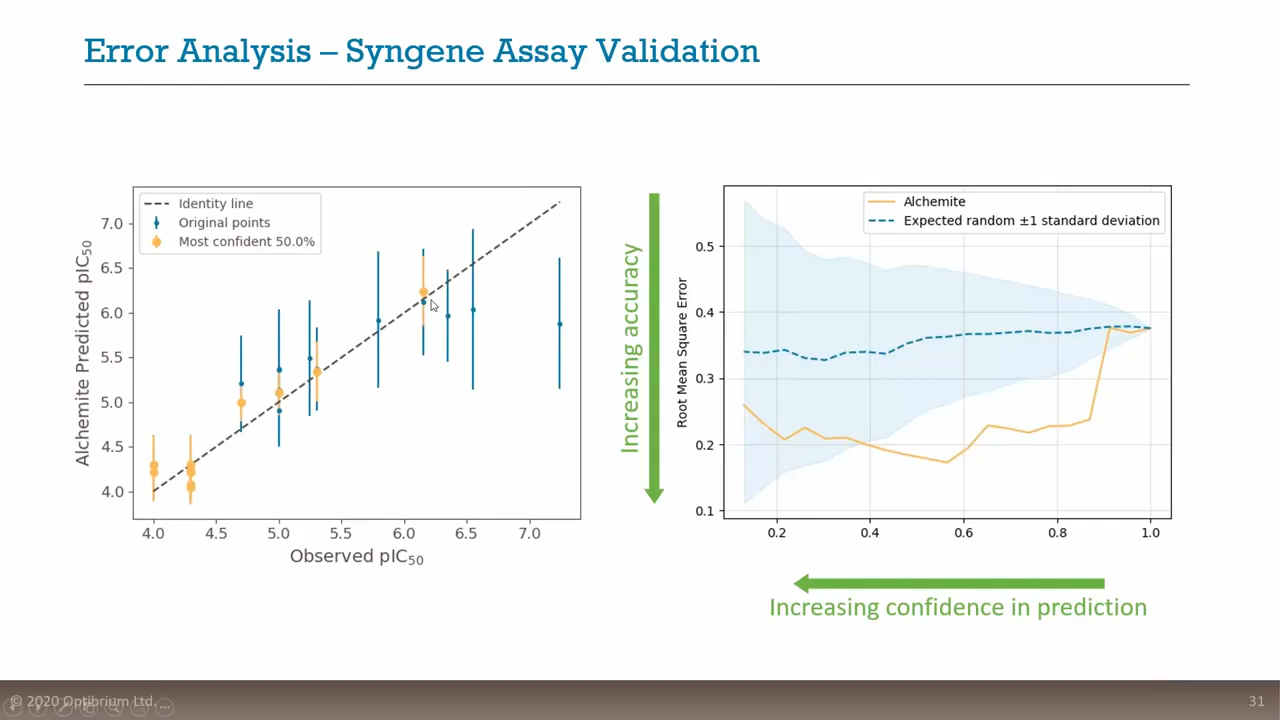 Error Analysis – Syngene Assay Validation
Identity line
Original points
Most confident 50.0%
7.0
6.5
6.0
5.5
5.0
4.5
4.0
Alchemite Predicted pIC50
4.0 4.5 5.0 5.5 6.0 6.5 7.0
Observed pIC50
Increasing accuracy
Alchemite
Expected random ±1 standard deviation
0.5
0.4
0.3
0.2
0.1
Root Mean Square Error
0.2 0.4 0.6 0.8 1.0
Increasing confidence in prediction
© 2020 Optibrium Ltd.
31